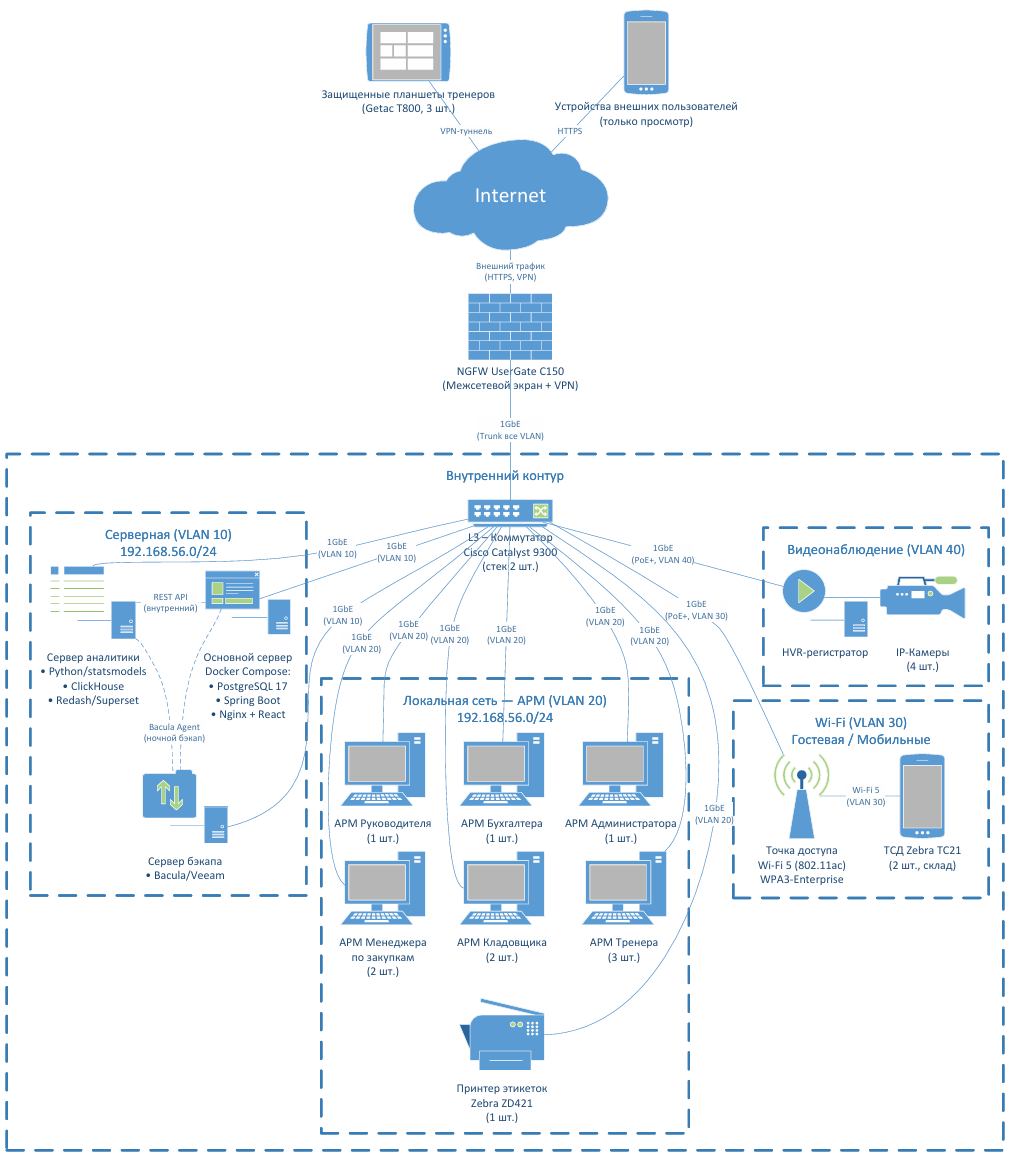 Защищенные планшеты тренеров
(Getac T800, 3 шт.)
Устройства внешних пользователей
(только просмотр)
VPN-туннель
HTTPS
Internet
Внешний трафик
(HTTPS, VPN)
NGFW UserGate C150
(Межсетевой экран + VPN)
1GbE
(Trunk все VLAN)
Внутренний контур
L3 – Коммутатор
Cisco Catalyst 9300
(стек 2 шт.)
1GbE
(VLAN 10)
1GbE
(VLAN 10)
1GbE
(VLAN 10)
1GbE
(VLAN 20)
1GbE
(VLAN 20)
1GbE
(VLAN 20)
1GbE
(VLAN 20)
1GbE
(VLAN 20)
1GbE
(VLAN 20)
1GbE
(PoE+, VLAN 40)
1GbE
(PoE+, VLAN 30)
1GbE
(VLAN 20)
Серверная (VLAN 10)
192.168.56.0/24
REST API
(внутренний)
Сервер аналитики
• Python/statsmodels
• ClickHouse
• Redash/Superset
Основной сервер
Docker Compose:
• PostgreSQL 17
• Spring Boot
• Nginx + React
Bacula Agent
(ночной бэкап)
Сервер бэкапа
• Bacula/Veeam
Локальная сеть — АРМ (VLAN 20)
192.168.56.0/24
АРМ Руководителя
(1 шт.)
АРМ Бухгалтера
(1 шт.)
АРМ Администратора
(1 шт.)
АРМ Менеджера
по закупкам
(2 шт.)
АРМ Кладовщика
(2 шт.)
АРМ Тренера
(3 шт.)
Принтер этикеток
Zebra ZD421
(1 шт.)
Видеонаблюдение (VLAN 40)
HVR-регистратор
IP-Камеры
(4 шт.)
Wi-Fi (VLAN 30)
Гостевая / Мобильные
Wi-Fi 5
(VLAN 30)
Точка доступа
Wi-Fi 5 (802.11ac)
WPA3-Enterprise
ТСД Zebra TC21
(2 шт., склад)